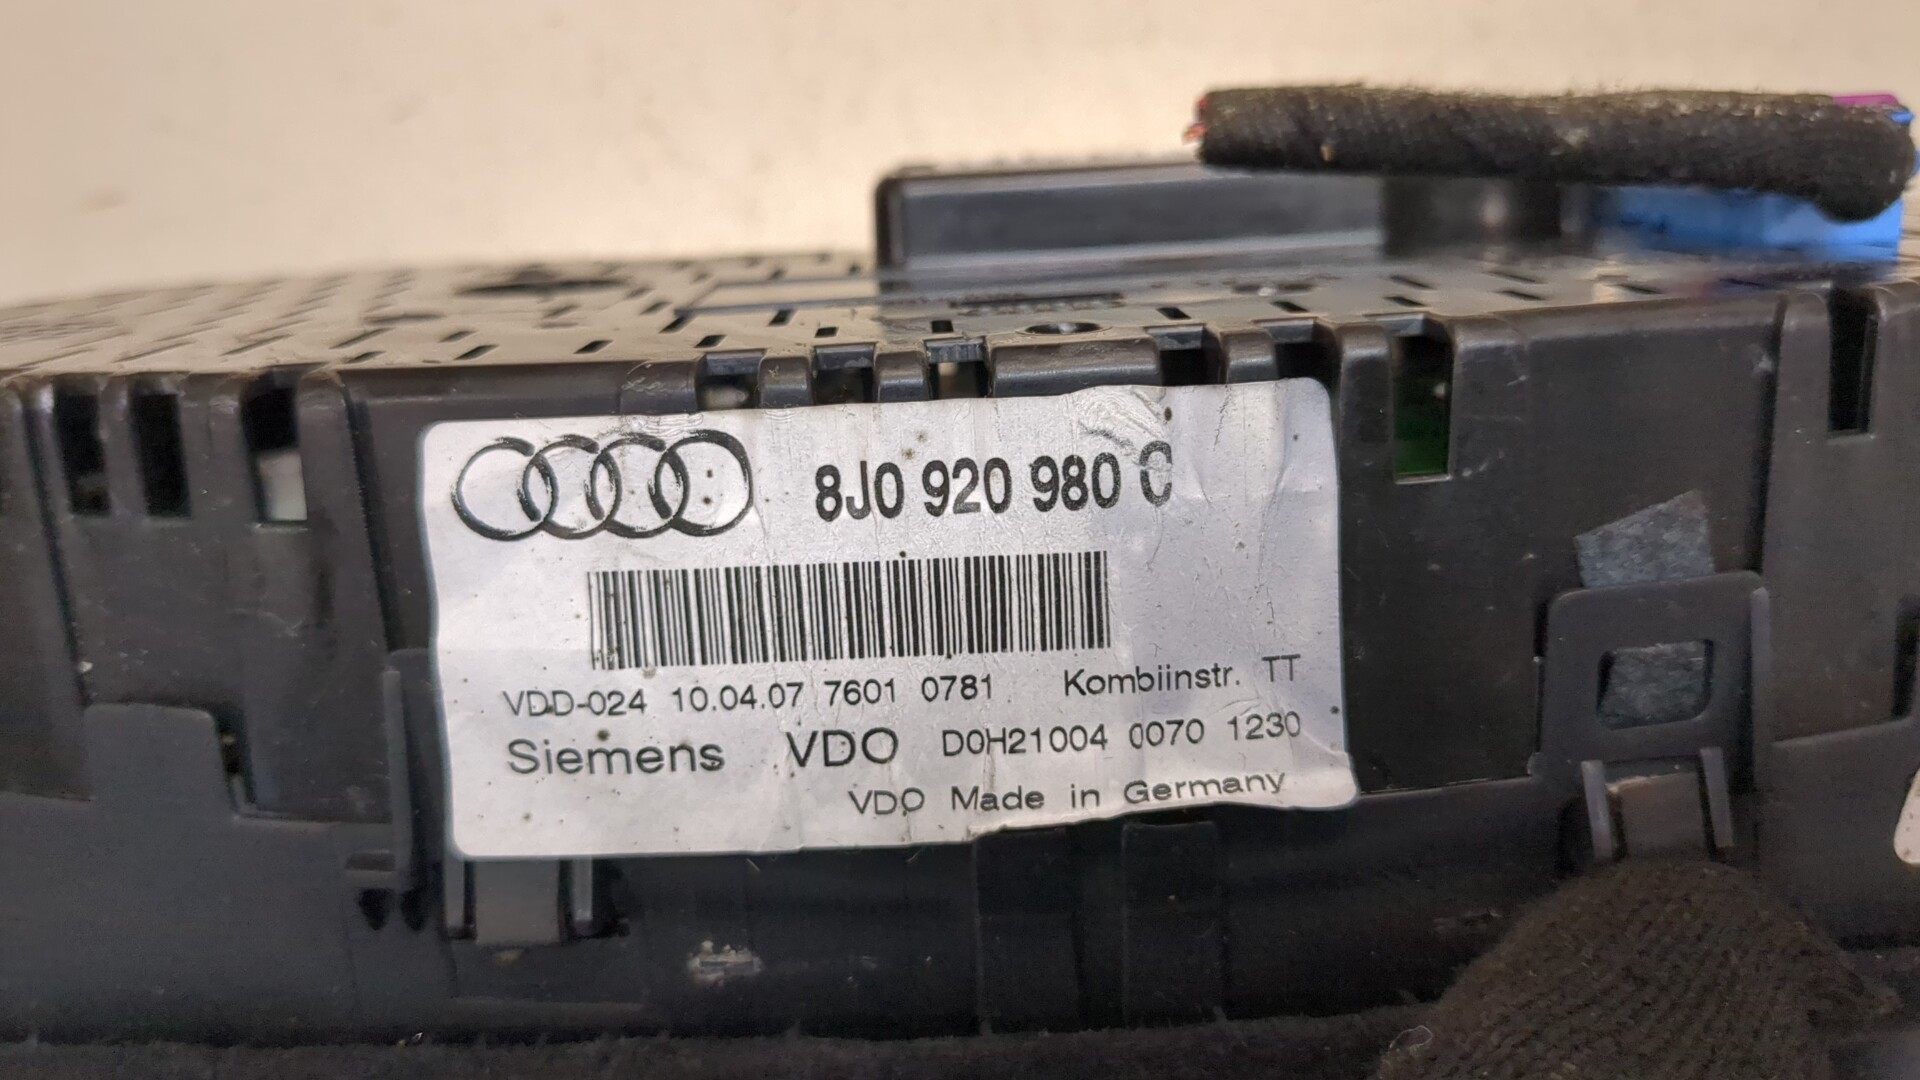 8J0 920 980 C
VDD-024 10.04.07 7601 0781 Kombiinstr. TT
Siemens VDO D0H21004 0070 1230
VDO Made in Germany